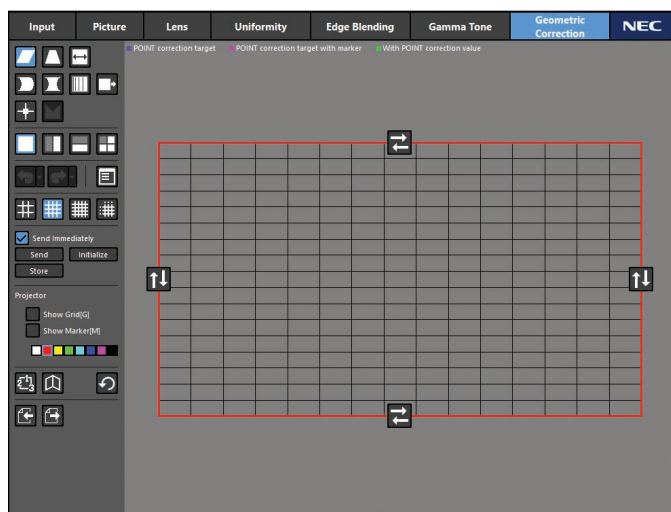 Input Picture Lens Uniformity Edge Blending Gamma Tone Geometric Correction NEC
POINT correction target POINT correction target with marker With POINT correction value
Send Immediately
Send Initialize
Store
Projector
Show Grid[G]
Show Marker[M]